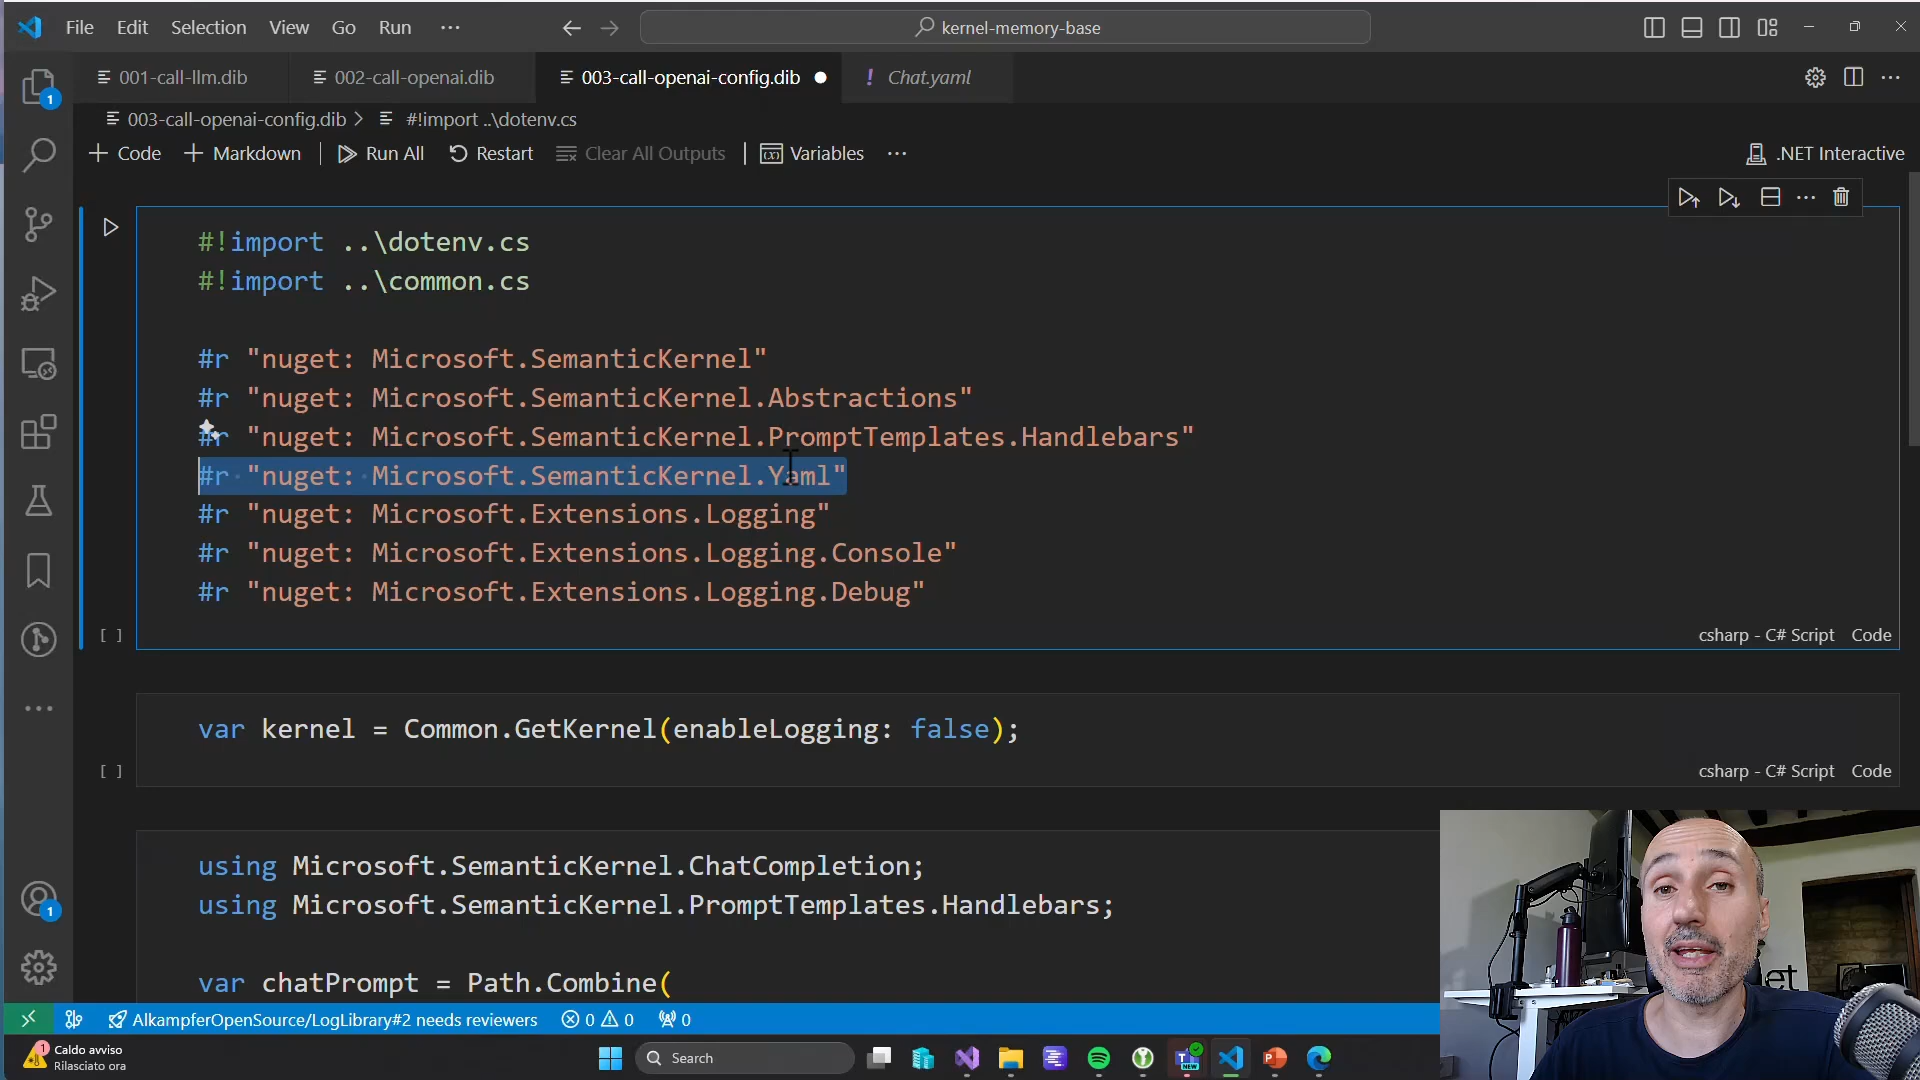 File Edit Selection View Go Run ···
kernel-memory-base
001-call-llm.dib
002-call-openai.dib
003-call-openai-config.dib
! Chat.yaml
003-call-openai-config.dib > #!import ..\dotenv.cs
+ Code + Markdown Run All Restart Clear All Outputs Variables ···
.NET Interactive
#!import ..\dotenv.cs
#!import ..\common.cs
#r "nuget: Microsoft.SemanticKernel"
#r "nuget: Microsoft.SemanticKernel.Abstractions"
#r "nuget: Microsoft.SemanticKernel.PromptTemplates.Handlebars"
#r "nuget: Microsoft.SemanticKernel.Yaml"
#r "nuget: Microsoft.Extensions.Logging"
#r "nuget: Microsoft.Extensions.Logging.Console"
#r "nuget: Microsoft.Extensions.Logging.Debug"
[ ] csharp - C# Script Code
var kernel = Common.GetKernel(enableLogging: false);
[ ] csharp - C# Script Code
using Microsoft.SemanticKernel.ChatCompletion;
using Microsoft.SemanticKernel.PromptTemplates.Handlebars;
var chatPrompt = Path.Combine(
1
1
AlkampferOpenSource/LogLibrary#2 needs reviewers 0 0 0
1
Caldo avviso
Rilasciato ora
Search
NEW
et